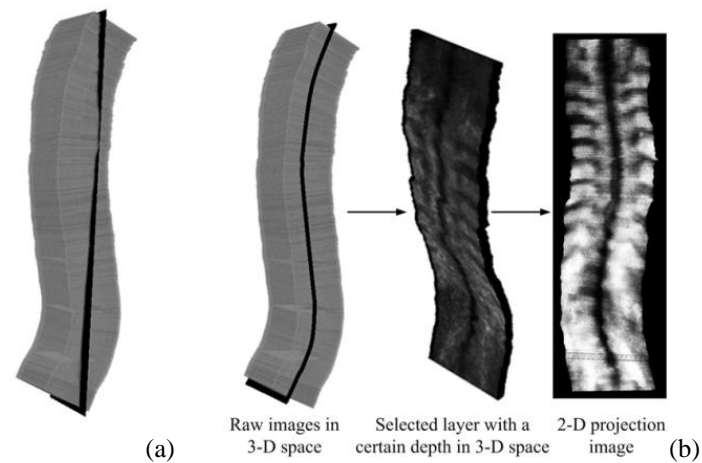 Raw images in
3-D space
Selected layer with a
certain depth in 3-D space
2-D projection
image
(a)
(b)